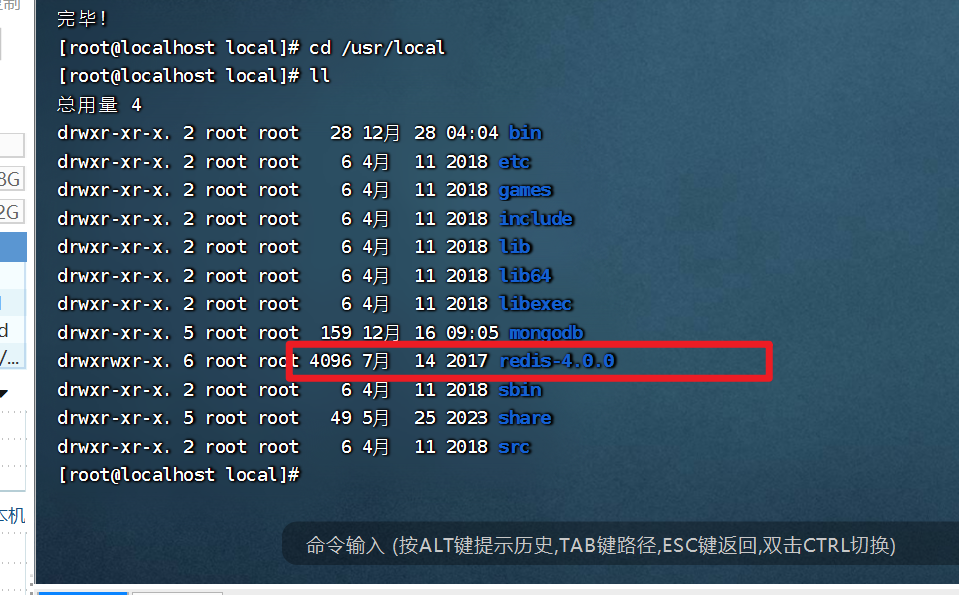 完毕!
[root@localhost local]# cd /usr/local
[root@localhost local]# ll
总用量 4
drwxr-xr-x. 2 root root   28 12月 28 04:04 bin
drwxr-xr-x. 2 root root    6 4月  11 2018 etc
drwxr-xr-x. 2 root root    6 4月  11 2018 games
drwxr-xr-x. 2 root root    6 4月  11 2018 include
drwxr-xr-x. 2 root root    6 4月  11 2018 lib
drwxr-xr-x. 2 root root    6 4月  11 2018 lib64
drwxr-xr-x. 2 root root    6 4月  11 2018 libexec
drwxr-xr-x. 5 root root  159 12月 16 09:05 mongodb
drwxrwxr-x. 6 root root 4096 7月  14 2017 redis-4.0.0
drwxr-xr-x. 2 root root    6 4月  11 2018 sbin
drwxr-xr-x. 5 root root   49 5月  25 2023 share
drwxr-xr-x. 2 root root    6 4月  11 2018 src
[root@localhost local]#
命令输入 (按ALT键提示历史,TAB键路径,ESC键返回,双击CTRL切换)
8G
2G
d
/...
本机